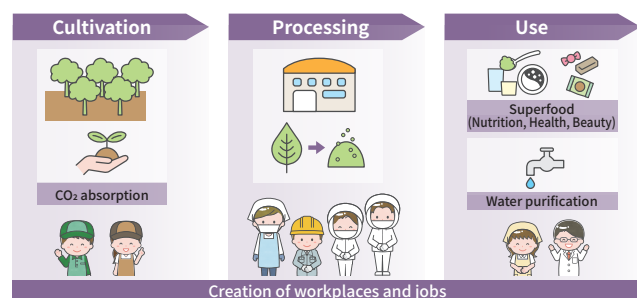 Cultivation
Processing
Use
CO₂ absorption
Superfood
(Nutrition, Health, Beauty)
Water purification
Creation of workplaces and jobs